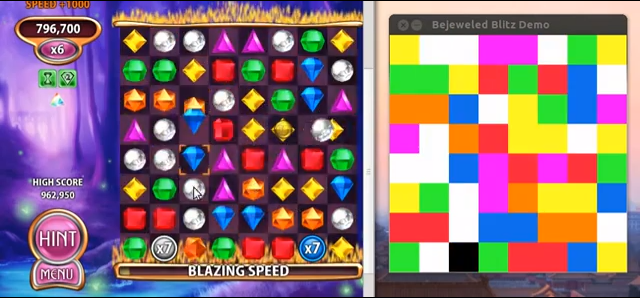 SPEED +1000
796,700
x6
HIGH SCORE
962,950
HINT
MENU
x7
x7
BLAZING SPEED
Bejeweled Blitz Demo